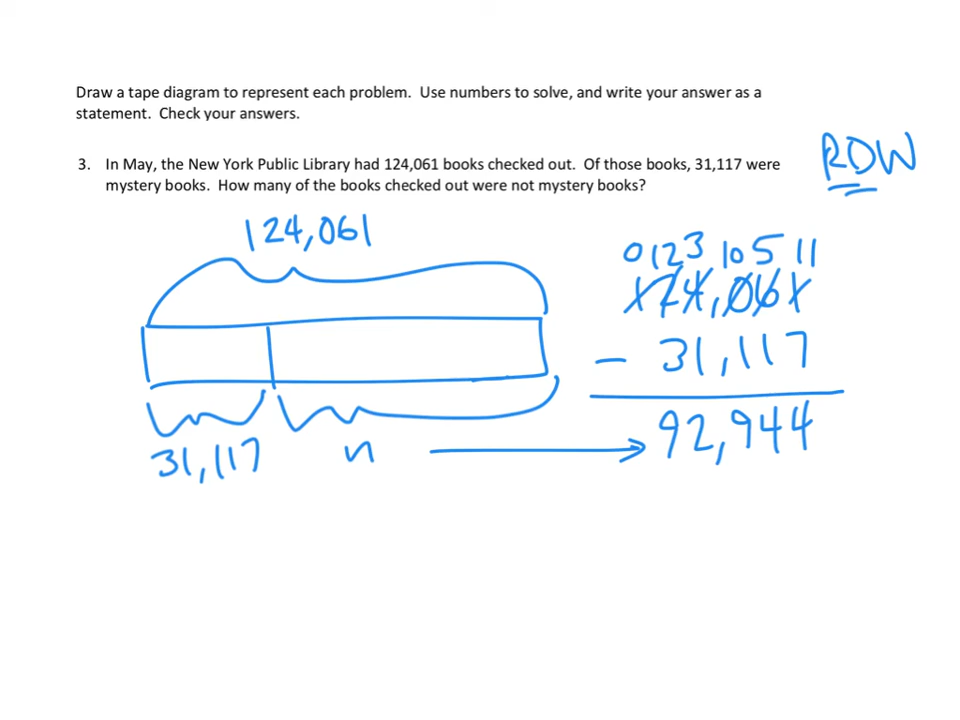 Draw a tape diagram to represent each problem. Use numbers to solve, and write your answer as a
statement. Check your answers.
RDW
3. In May, the New York Public Library had 124,061 books checked out. Of those books, 31,117 were
mystery books. How many of the books checked out were not mystery books?
124,061
0 12 3 10 5 11
124,061
- 31,117
92,944
31,117 n